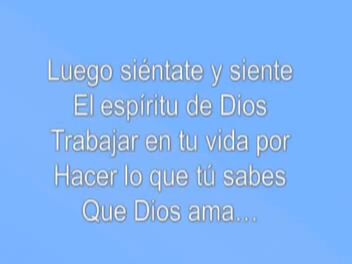 Luego siéntate y siente
El espíritu de Dios
Trabajar en tu vida por
Hacer lo que tú sabes
Que Dios ama...